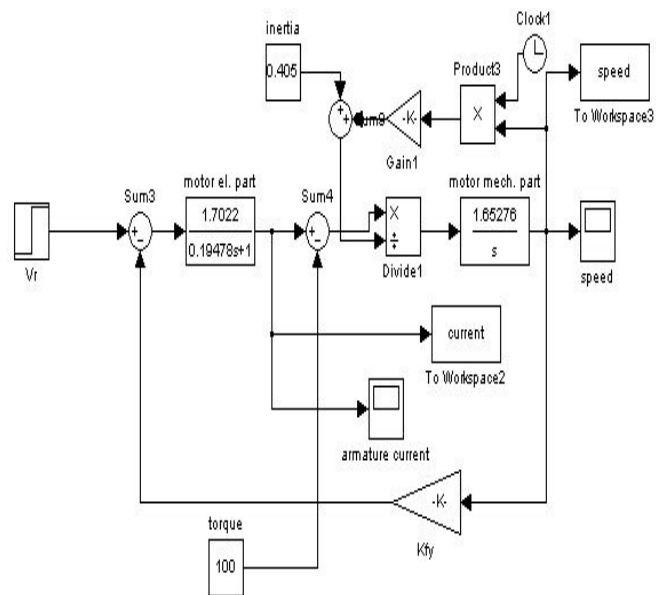 Clock1
inertia
0.405
Product3
X
speed
To Workspace3
+
+
Sum9
-K-
Gain1
Sum3
motor el. part
Sum4
motor mech. part
Vr
+
−
1.7022
0.19478s+1
+
−
X
÷
Divide1
1.65276
s
speed
current
To Workspace2
armature current
-K-
Kfy
torque
100